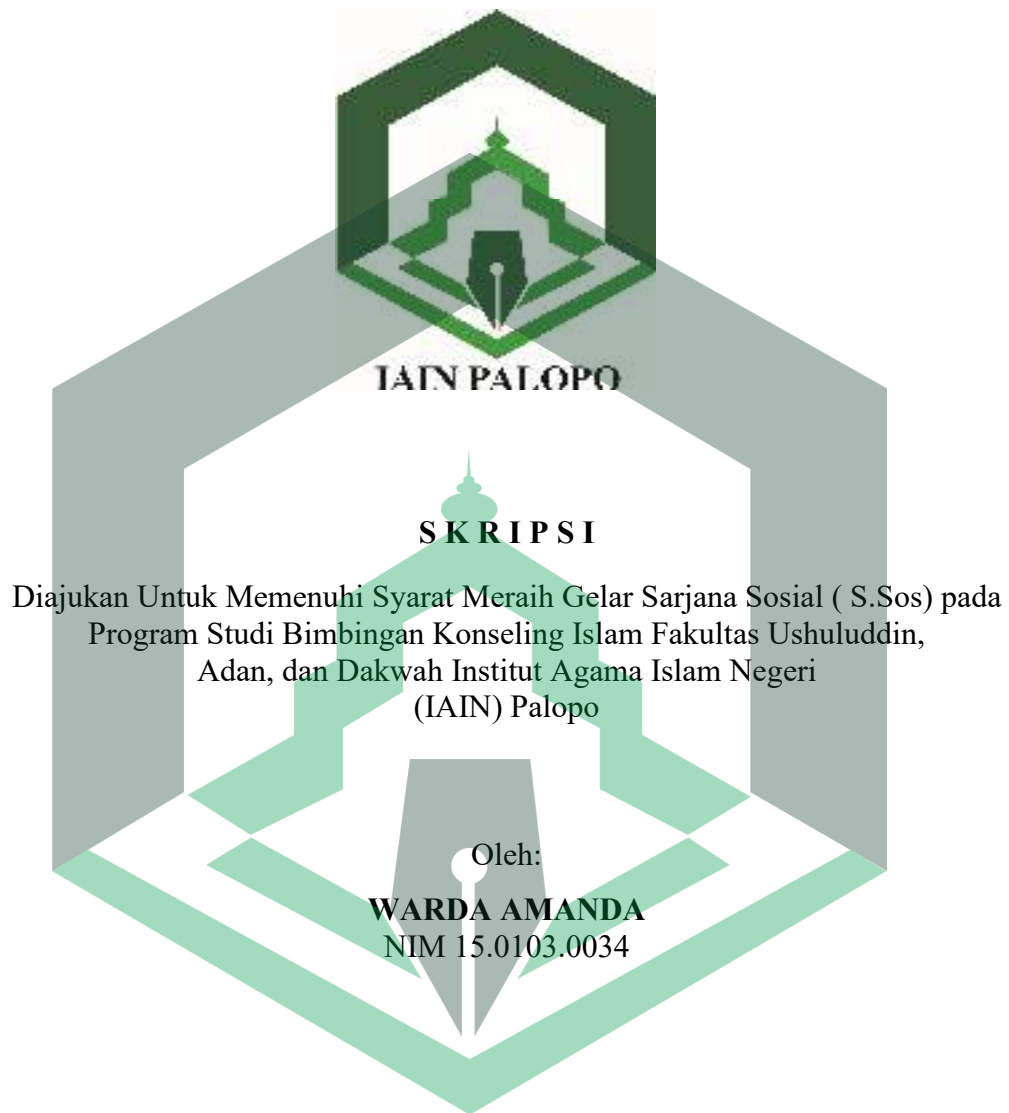 IAIN PALOPO
S K R I P S I
Diajukan Untuk Memenuhi Syarat Meraih Gelar Sarjana Sosial ( S.Sos) pada
Program Studi Bimbingan Konseling Islam Fakultas Ushuluddin,
Adan, dan Dakwah Institut Agama Islam Negeri
(IAIN) Palopo
Oleh:
WARDA AMANDA
NIM 15.0103.0034